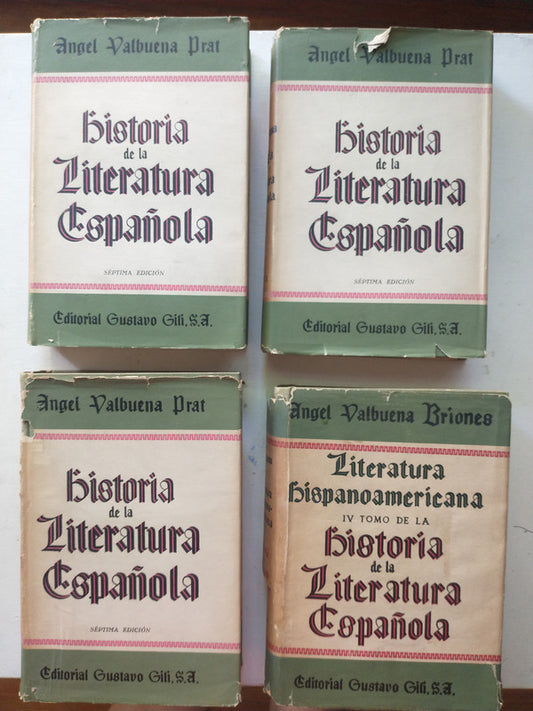 Angel Valbuena Prat
Historia
de la
Literatura
Española
SÉPTIMA EDICIÓN
Editorial Gustavo Gili, S.A.
Angel Valbuena Prat
Historia
de la
Literatura
Española
SÉPTIMA EDICIÓN
Editorial Gustavo Gili, S.A.
Angel Valbuena Prat
Historia
de la
Literatura
Española
SÉPTIMA EDICIÓN
Editorial Gustavo Gili, S.A.
Angel Valbuena Briones
Literatura
hispanoamericana
IV TOMO DE LA
Historia
de la
Literatura
Española
Editorial Gustavo Gili, S.A.